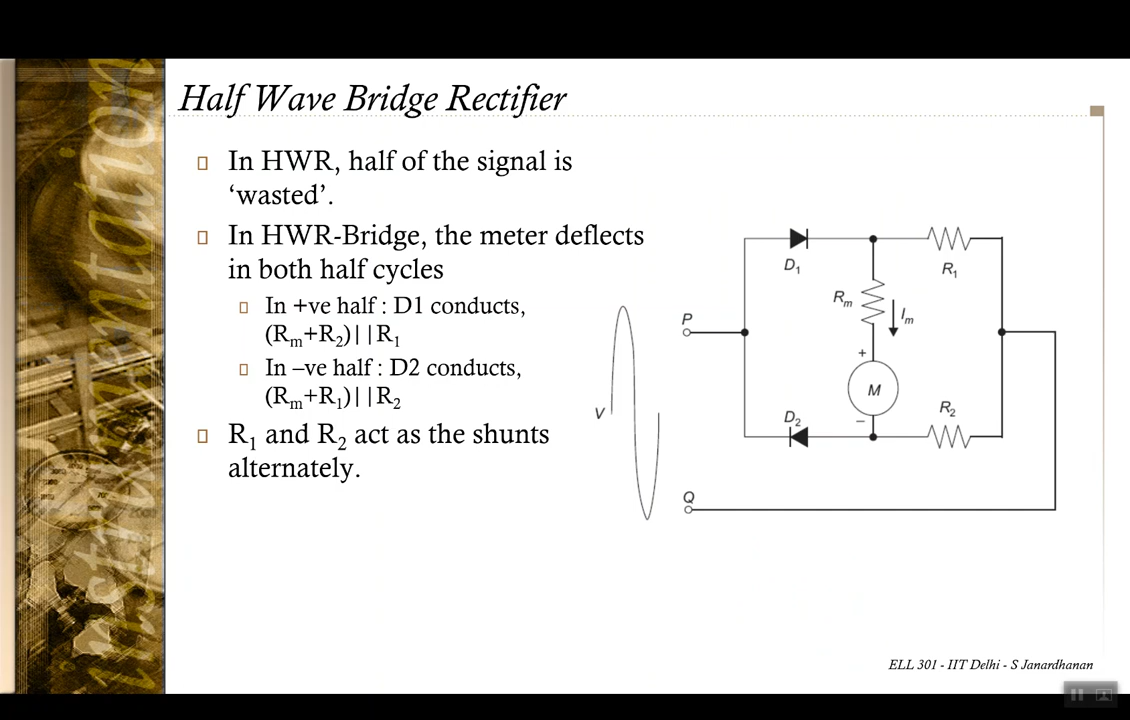 Half Wave Bridge Rectifier
In HWR, half of the signal is
‘wasted’.
In HWR-Bridge, the meter deflects
in both half cycles
In +ve half : D1 conducts,
(Rm+R2)||R1
In –ve half : D2 conducts,
(Rm+R1)||R2
R1 and R2 act as the shunts
alternately.
V
P
Q
D1
R1
Rm
Im
+
M
–
D2
R2
ELL 301 - IIT Delhi - S Janardhanan
instrumentation